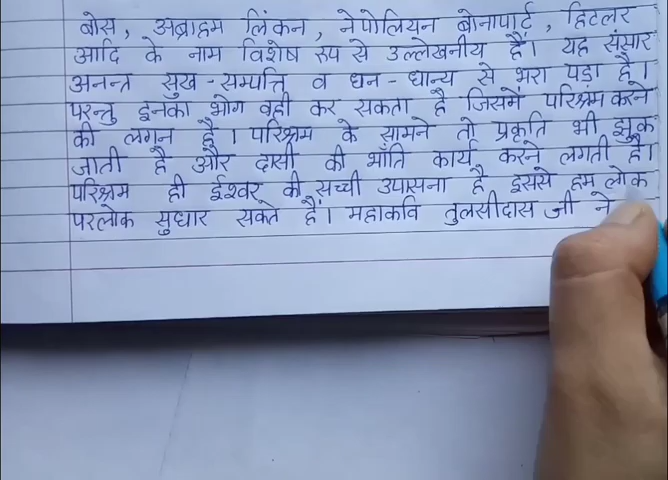 बोस, अब्राहम लिंकन, नेपोलियन बोनापार्ट, हिटलर
आदि के नाम विशेष रूप से उल्लेखनीय हैं। यह संसार
अनन्त सुख-सम्पत्ति व धन-धान्य से भरा पड़ा है।
परन्तु इनका भोग वही कर सकता है जिसमें परिश्रम करने
की लगन है। परिश्रम के सामने तो प्रकृति भी झुक
जाती है और दासी की भाँति कार्य करने लगती है।
परिश्रम ही ईश्वर की सच्ची उपासना है इससे हम लोक
परलोक सुधार सकते हैं। महाकवि तुलसीदास जी ने